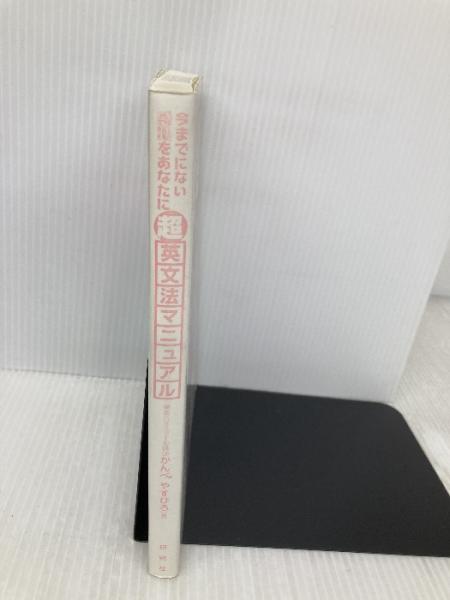 今までにない
をあなたに
超英文法マニュアル
かんべやすひろ
研究社